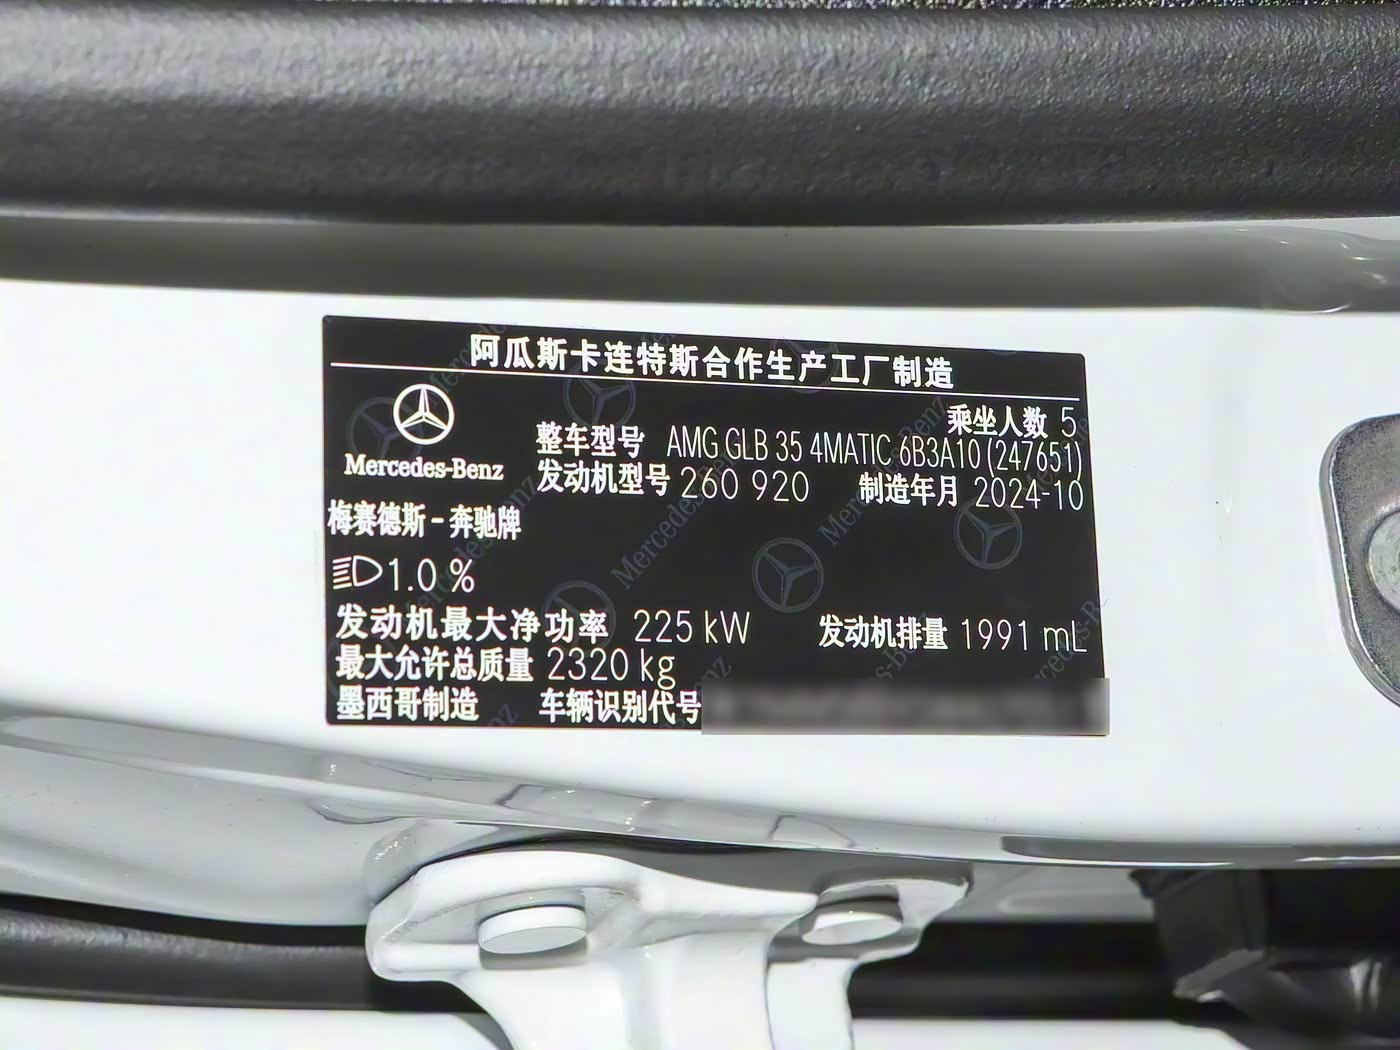 阿瓜斯卡连特斯合作生产工厂制造
乘坐人数 5
Mercedes-Benz
整车型号 AMG GLB 35 4MATIC 6B3A10 (247651)
发动机型号 260 920 制造年月 2024-10
梅赛德斯-奔驰牌
1.0 %
发动机最大净功率 225 kW 发动机排量 1991 mL
最大允许总质量 2320 kg
墨西哥制造 车辆识别代号